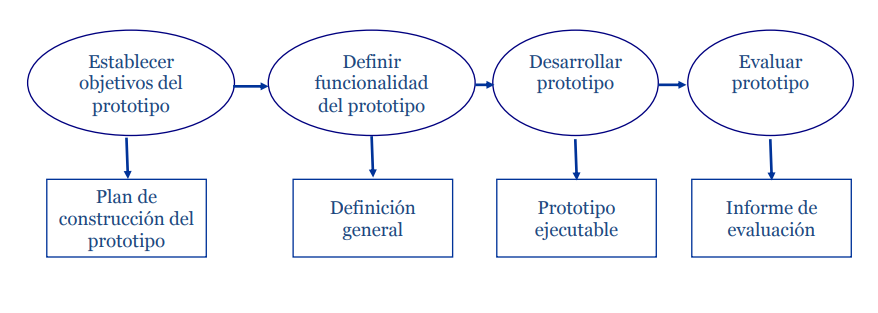 Establecer
objetivos del
prototipo
Definir
funcionalidad
del prototipo
Desarrollar
prototipo
Evaluar
prototipo
Plan de
construcción del
prototipo
Definición
general
Prototipo
ejecutable
Informe de
evaluación